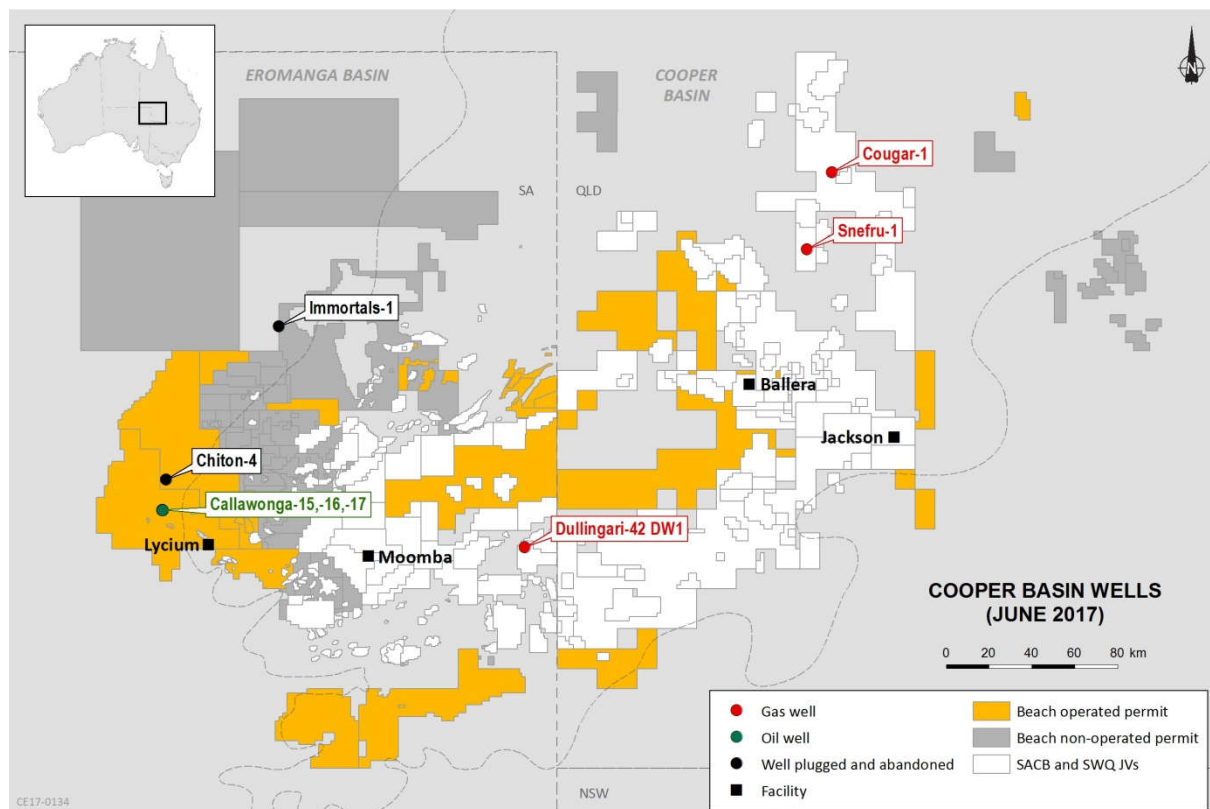 EROMANGA BASIN
COOPER
BASIN
N
Cougar-1
SA
QLD
Snefru-1
Immortals-1
Ballera
Jackson
Chiton-4
Callawonga-15,-16,-17
Dullingari-42 DW1
Lycium
Moomba
COOPER BASIN WELLS
(JUNE 2017)
0 20 40 60 80 km
Gas well
Oil well
Well plugged and abandoned
Facility
Beach operated permit
Beach non-operated permit
SACB and SWQ JVs
NSW
CE17-0134